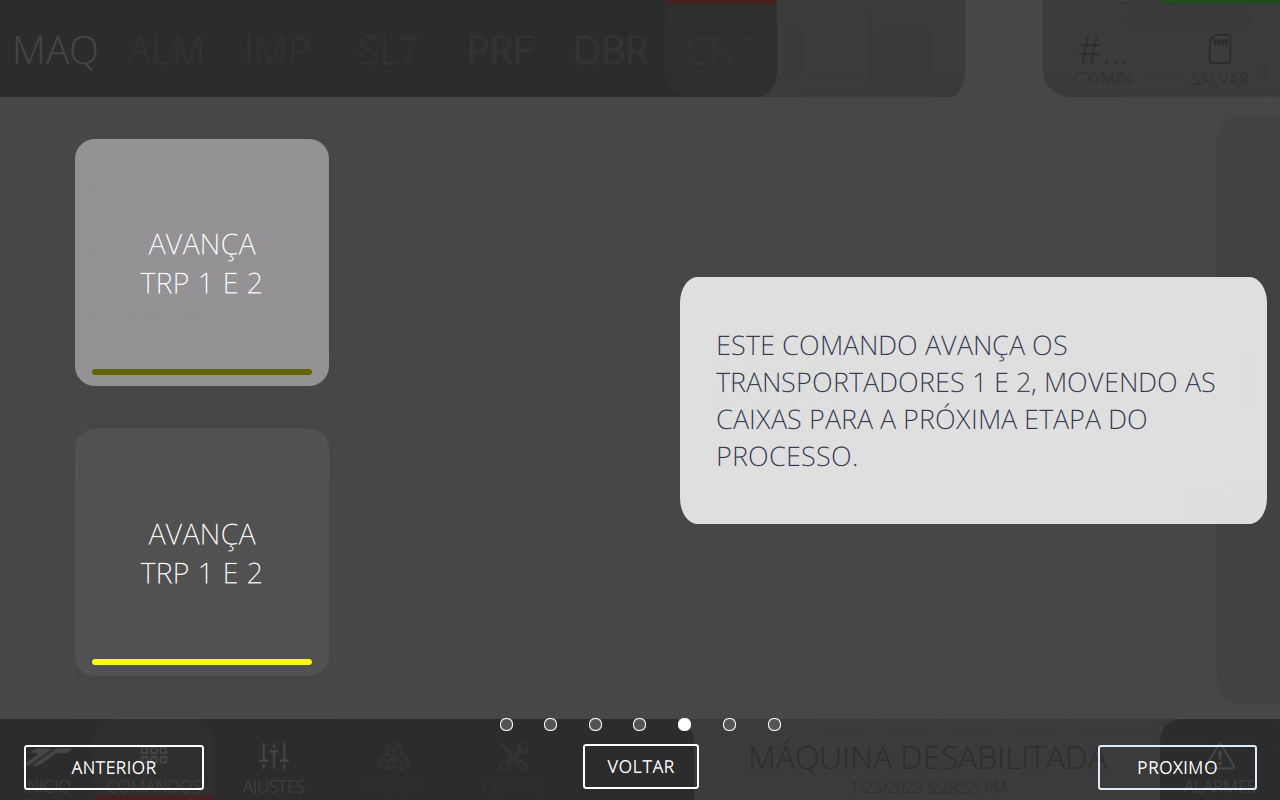 MAQ ALM IMP SLT PRF DBR CNT
#...
CX/MIN
SALVAR
AVANÇA
TRP 1 E 2
ESTE COMANDO AVANÇA OS
TRANSPORTADORES 1 E 2, MOVENDO AS
CAIXAS PARA A PRÓXIMA ETAPA DO
PROCESSO.
AVANÇA
TRP 1 E 2
INICIO
ANTERIOR
COMANDOS
AJUSTES
PEDIDO
CONFIG
VOLTAR
MÁQUINA DESABILITADA
1/23/2023 5:28:55 PM
PROXIMO
ALARMES